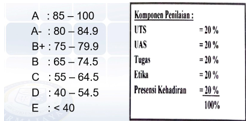 A : 85 – 100
A- : 80 – 84.9
B+ : 75 – 79.9
B : 65 – 74.5
C : 55 – 64.5
D : 40 – 54.5
E : < 40
Komponen Penilaian :
UTS = 20 %
UAS = 20 %
Tugas = 20 %
Etika = 20 %
Presensi Kehadiran = 20 %
100%